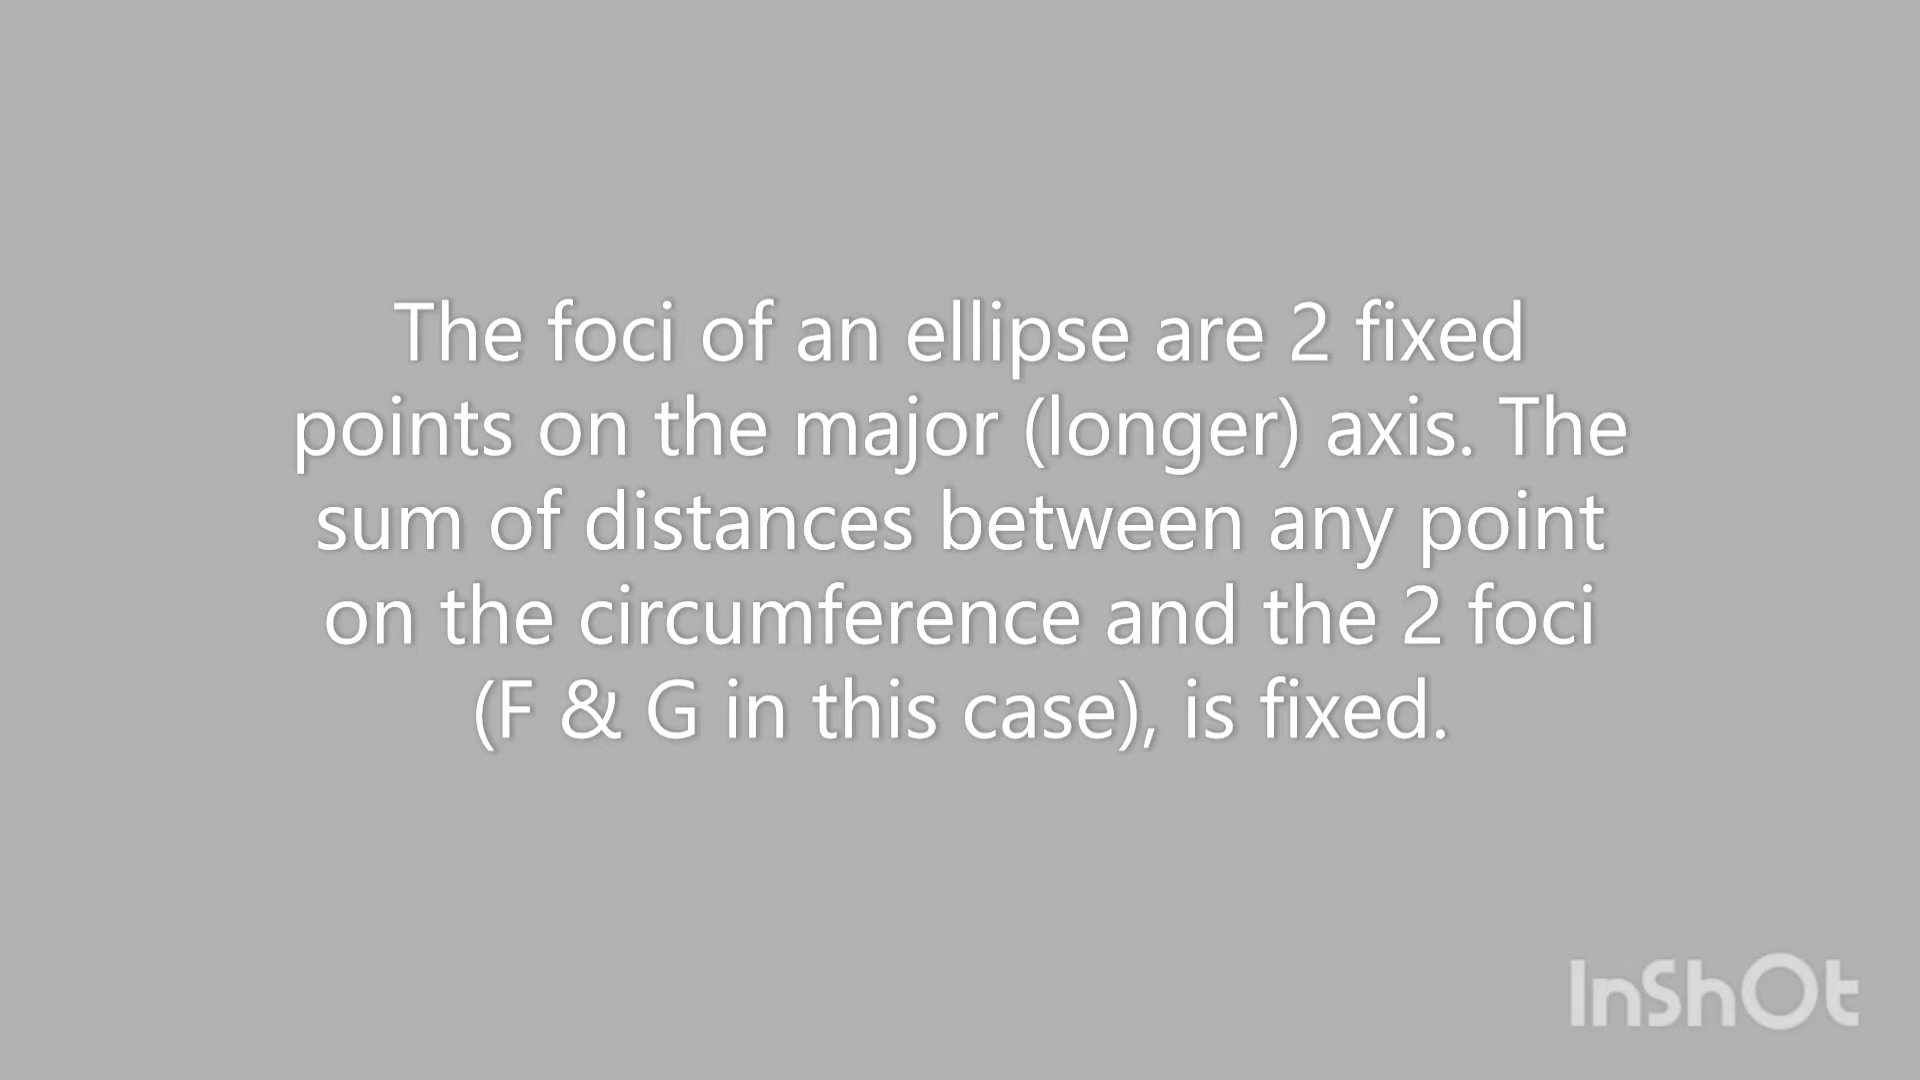 The foci of an ellipse are 2 fixed
points on the major (longer) axis. The
sum of distances between any point
on the circumference and the 2 foci
(F & G in this case), is fixed.
InShOt